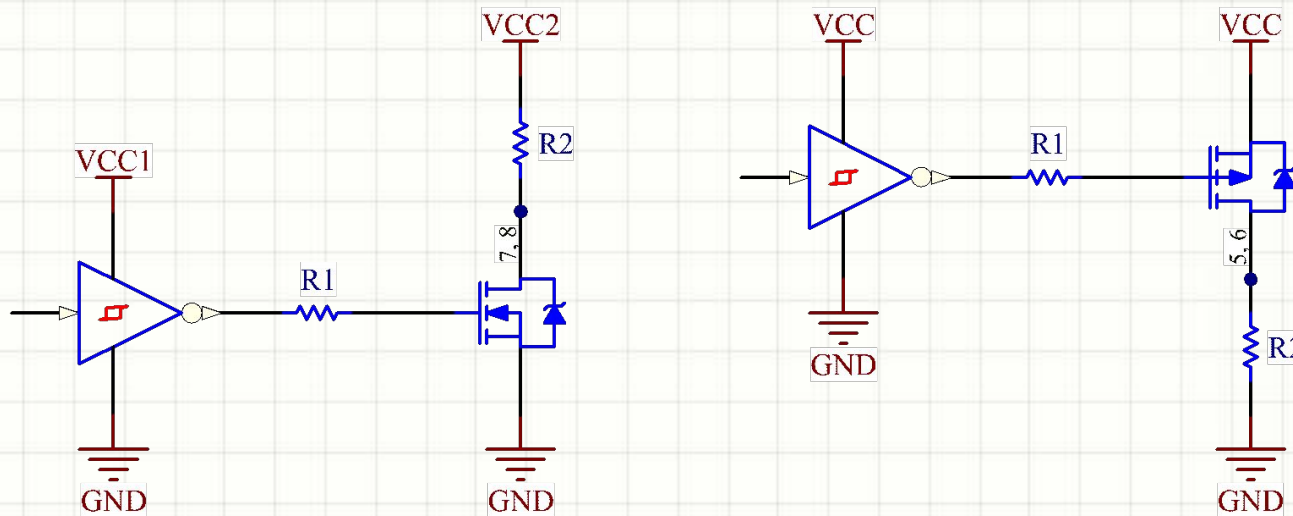 VCC2
R2
7, 8
VCC1
R1
GND
GND
VCC
VCC
R1
5, 6
GND
R2
GND